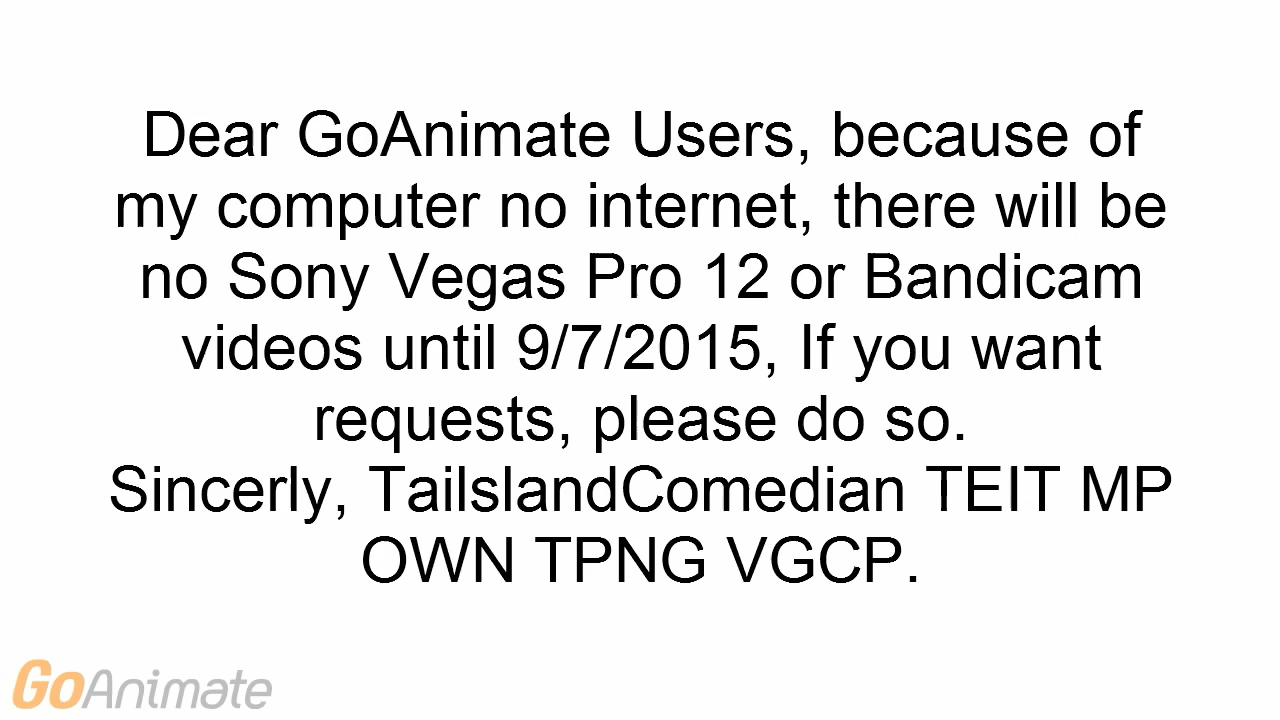 Dear GoAnimate Users, because of
my computer no internet, there will be
no Sony Vegas Pro 12 or Bandicam
videos until 9/7/2015, If you want
requests, please do so.
Sincerly, TailslandComedian TEIT MP
OWN TPNG VGCP.
GoAnimate